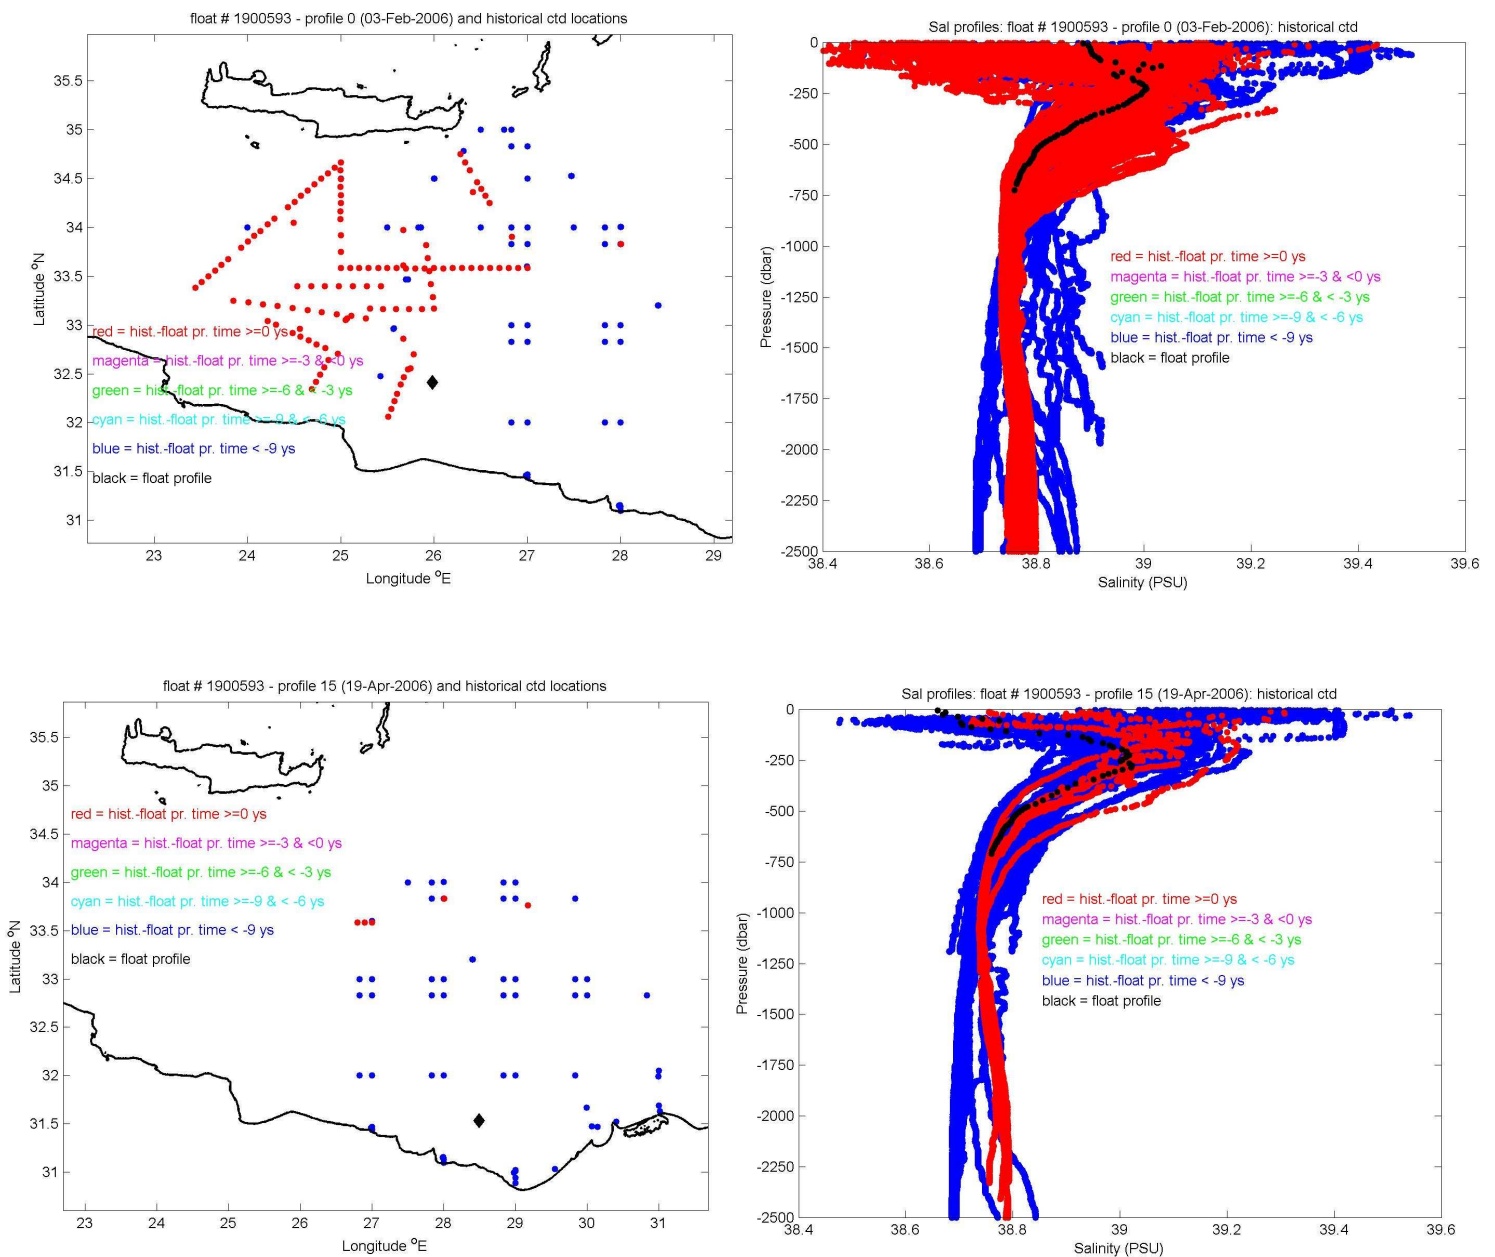 float # 1900593 - profile 0 (03-Feb-2006) and historical ctd locations
35.5
35
34.5
34
33.5
33
32.5
32
31.5
31
Latitude °N
red = hist.-float pr. time >=0 ys
magenta = hist.-float pr. time >=-3 & <0 ys
green = hist.-float pr. time >=-6 & < -3 ys
cyan = hist.-float pr. time >=-9 & < -6 ys
blue = hist.-float pr. time < -9 ys
black = float profile
23 24 25 26 27 28 29
Longitude °E
Sal profiles: float # 1900593 - profile 0 (03-Feb-2006): historical ctd
0
-250
-500
-750
-1000
-1250
-1500
-1750
-2000
-2250
-2500
Pressure (dbar)
red = hist.-float pr. time >=0 ys
magenta = hist.-float pr. time >=-3 & <0 ys
green = hist.-float pr. time >=-6 & < -3 ys
cyan = hist.-float pr. time >=-9 & < -6 ys
blue = hist.-float pr. time < -9 ys
black = float profile
38.4 38.6 38.8 39 39.2 39.4 39.6
Salinity (PSU)
float # 1900593 - profile 15 (19-Apr-2006) and historical ctd locations
35.5
35
34.5
34
33.5
33
32.5
32
31.5
31
Latitude °N
red = hist.-float pr. time >=0 ys
magenta = hist.-float pr. time >=-3 & <0 ys
green = hist.-float pr. time >=-6 & < -3 ys
cyan = hist.-float pr. time >=-9 & < -6 ys
blue = hist.-float pr. time < -9 ys
black = float profile
23 24 25 26 27 28 29 30 31
Longitude °E
Sal profiles: float # 1900593 - profile 15 (19-Apr-2006): historical ctd
0
-250
-500
-750
-1000
-1250
-1500
-1750
-2000
-2250
-2500
Pressure (dbar)
red = hist.-float pr. time >=0 ys
magenta = hist.-float pr. time >=-3 & <0 ys
green = hist.-float pr. time >=-6 & < -3 ys
cyan = hist.-float pr. time >=-9 & < -6 ys
blue = hist.-float pr. time < -9 ys
black = float profile
38.4 38.6 38.8 39 39.2 39.4 39.6
Salinity (PSU)